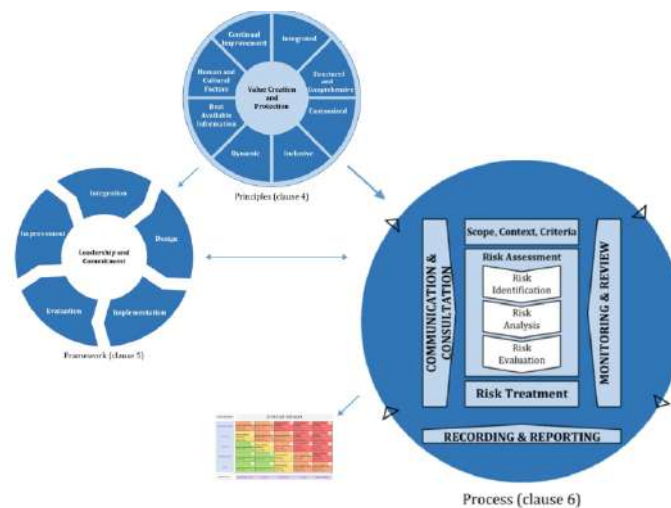 Continual
Improvement
Integrated
Human and
Cultural
Factors
Structured and
Comprehensive
Value Creation
and
Protection
Best
Available
Information
Customized
Dynamic
Inclusive
Principles (clause 4)
Integration
Improvement
Design
Leadership and
Commitment
Evaluation
Implementation
Framework (clause 5)
Scope, Context, Criteria
Risk Assessment
Risk
Identification
Risk
Analysis
Risk
Evaluation
Risk Treatment
COMMUNICATION &
CONSULTATION
MONITORING & REVIEW
RECORDING & REPORTING
Process (clause 6)